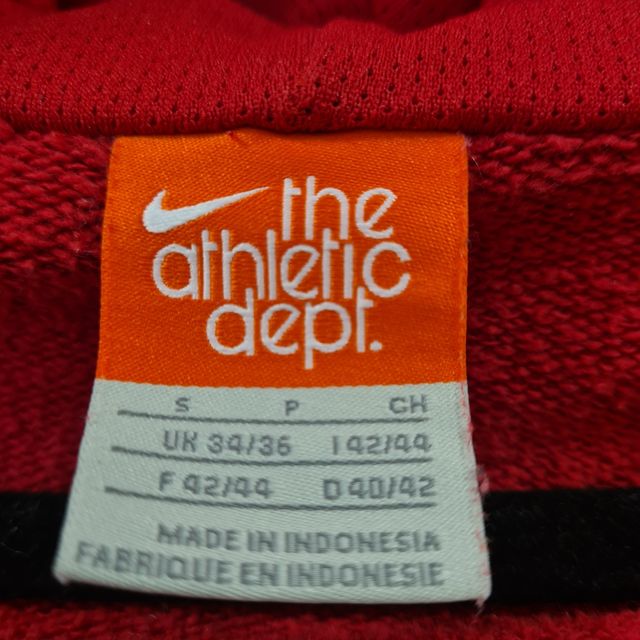 the
athletic
dept.
S P CH
UK 34/36 I 42/44
F 42/44 D 40/42
MADE IN INDONESIA
FABRIQUE EN INDONESIE